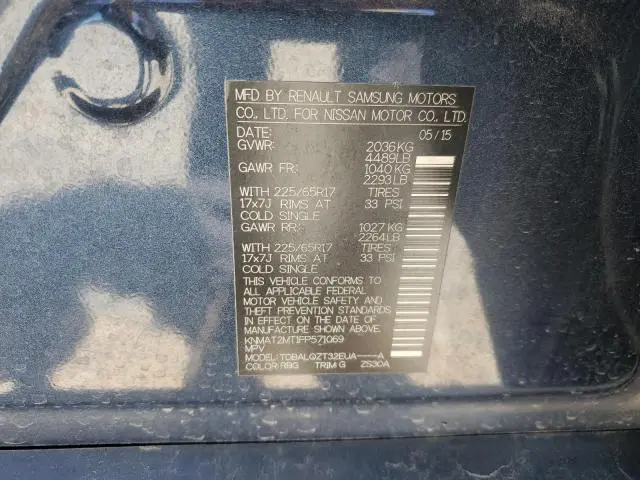 MFD BY RENAULT SAMSUNG MOTORS
CO., LTD. FOR NISSAN MOTOR CO., LTD.
DATE: 05/15
GVWR: 2036KG
4489LB
GAWR FR: 1040KG
2293LB
WITH 225/65R17 TIRES
17x7J RIMS AT 33 PSI
COLD SINGLE
GAWR RR: 1027KG
2264LB
WITH 225/65R17 TIRES
17x7J RIMS AT 33 PSI
COLD SINGLE
THIS VEHICLE CONFORMS TO
ALL APPLICABLE FEDERAL
MOTOR VEHICLE SAFETY AND
THEFT PREVENTION STANDARDS
IN EFFECT ON THE DATE OF
MANUFACTURE SHOWN ABOVE.
KNMAT2MT1FP571069
MPV
MODEL:TDBALQZT32EUA-----A
COLOR:RBG TRIM:G ZS30A